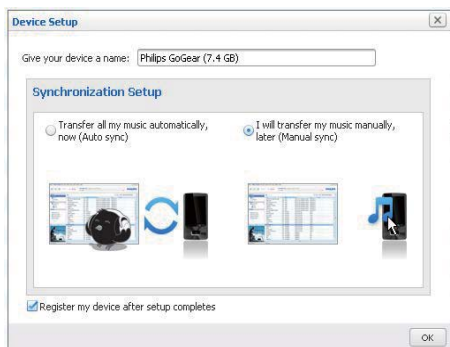 Device Setup
Give your device a name: Philips GoGear (7.4 GB)
Synchronization Setup
Transfer all my music automatically,
now (Auto sync)
I will transfer my music manually,
later (Manual sync)
Register my device after setup completes
OK